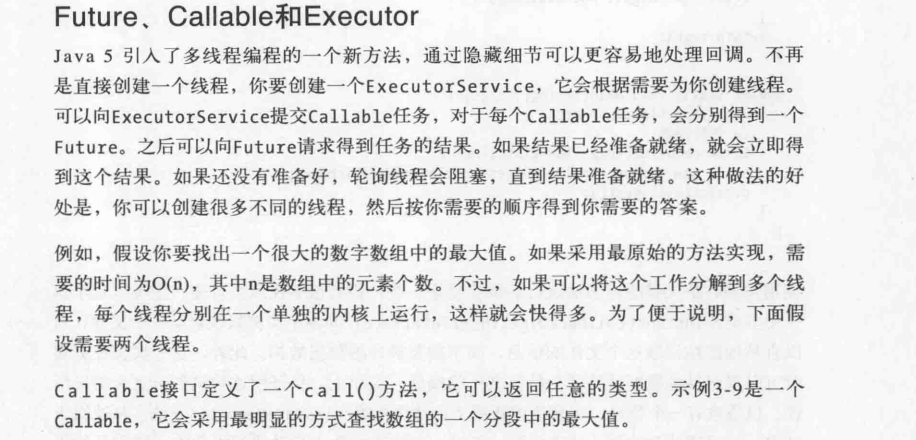 Future、Callable和Executor
Java 5 引入了多线程编程的一个新方法，通过隐藏细节可以更容易地处理回调。不再
是直接创建一个线程，你要创建一个ExecutorService，它会根据需要为你创建线程。
可以向ExecutorService提交Callable任务，对于每个Callable任务，会分别得到一个
Future。之后可以向Future请求得到任务的结果。如果结果已经准备就绪，就会立即得
到这个结果。如果还没有准备好，轮询线程会阻塞，直到结果准备就绪。这种做法的好
处是，你可以创建很多不同的线程，然后按你需要的顺序得到你需要的答案。
例如，假设你要找出一个很大的数字数组中的最大值。如果采用最原始的方法实现，需
要的时间为O(n)，其中n是数组中的元素个数。不过，如果可以将这个工作分解到多个线
程，每个线程分别在一个单独的内核上运行，这样就会快得多。为了便于说明，下面假
设需要两个线程。
Callable接口定义了一个call()方法，它可以返回任意的类型。示例3-9是一个
Callable，它会采用最明显的方式查找数组的一个分段中的最大值。